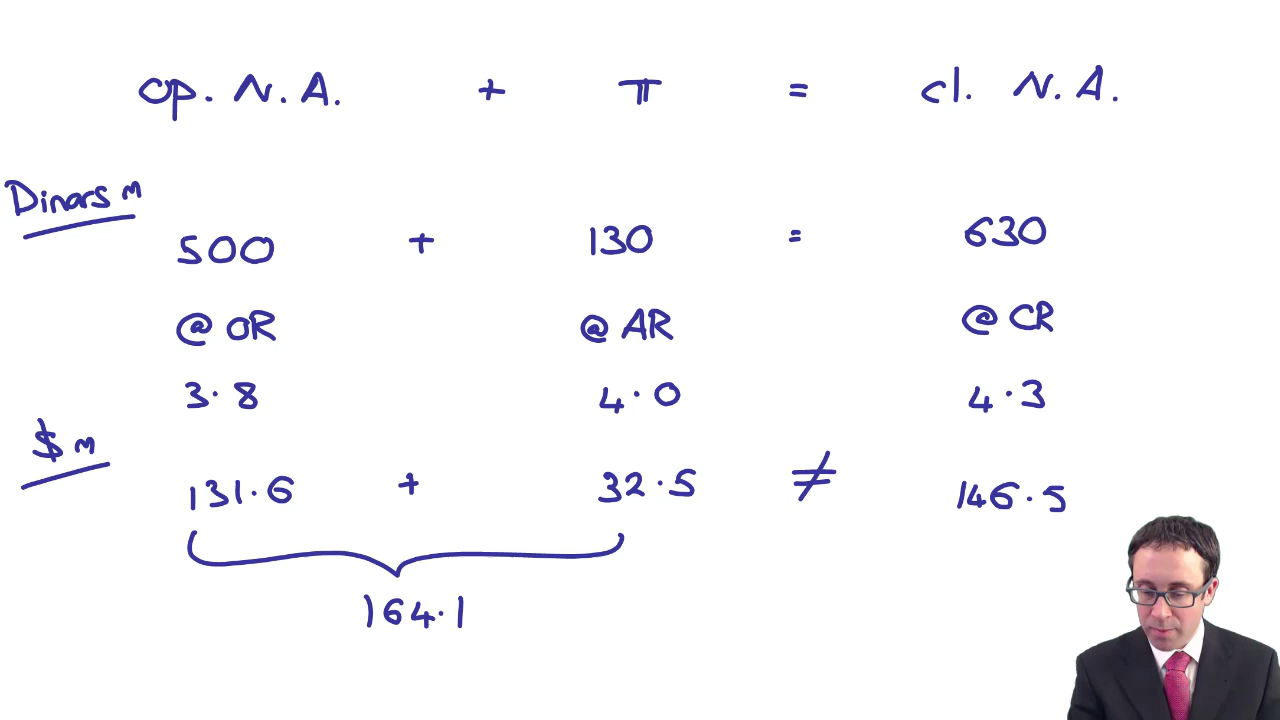 op. N.A. + π = cl. N.A.
Dinars m
500 + 130 = 630
@ OR @ AR @ CR
3.8 4.0 4.3
$ m
131.6 + 32.5 ≠ 146.5
164.1